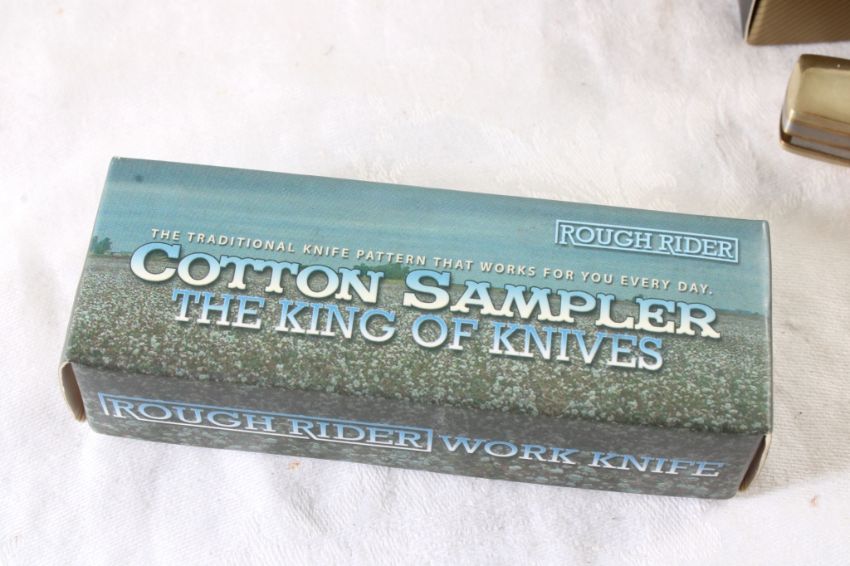 ROUGH RIDER
THE TRADITIONAL KNIFE PATTERN THAT WORKS FOR YOU EVERY DAY.
COTTON SAMPLER
THE KING OF KNIVES
ROUGH RIDER WORK KNIFE